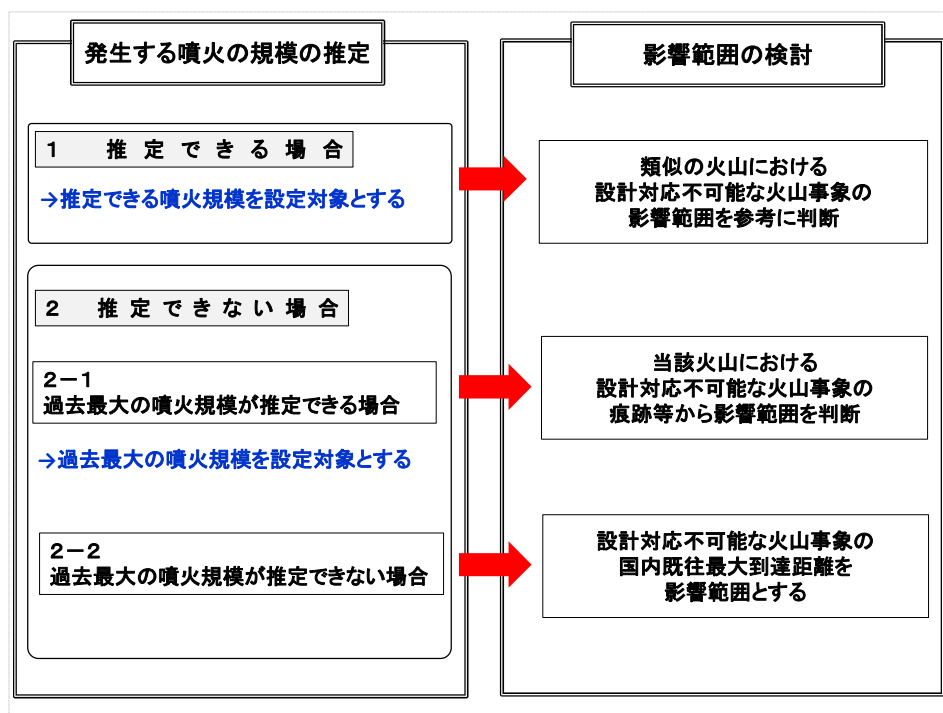 発生する噴火の規模の推定
１　推定できる場合
→推定できる噴火規模を設定対象とする
２　推定できない場合
２－１
過去最大の噴火規模が推定できる場合
→過去最大の噴火規模を設定対象とする
２－２
過去最大の噴火規模が推定できない場合
影響範囲の検討
類似の火山における
設計対応不可能な火山事象の
影響範囲を参考に判断
当該火山における
設計対応不可能な火山事象の
痕跡等から影響範囲を判断
設計対応不可能な火山事象の
国内既往最大到達距離を
影響範囲とする